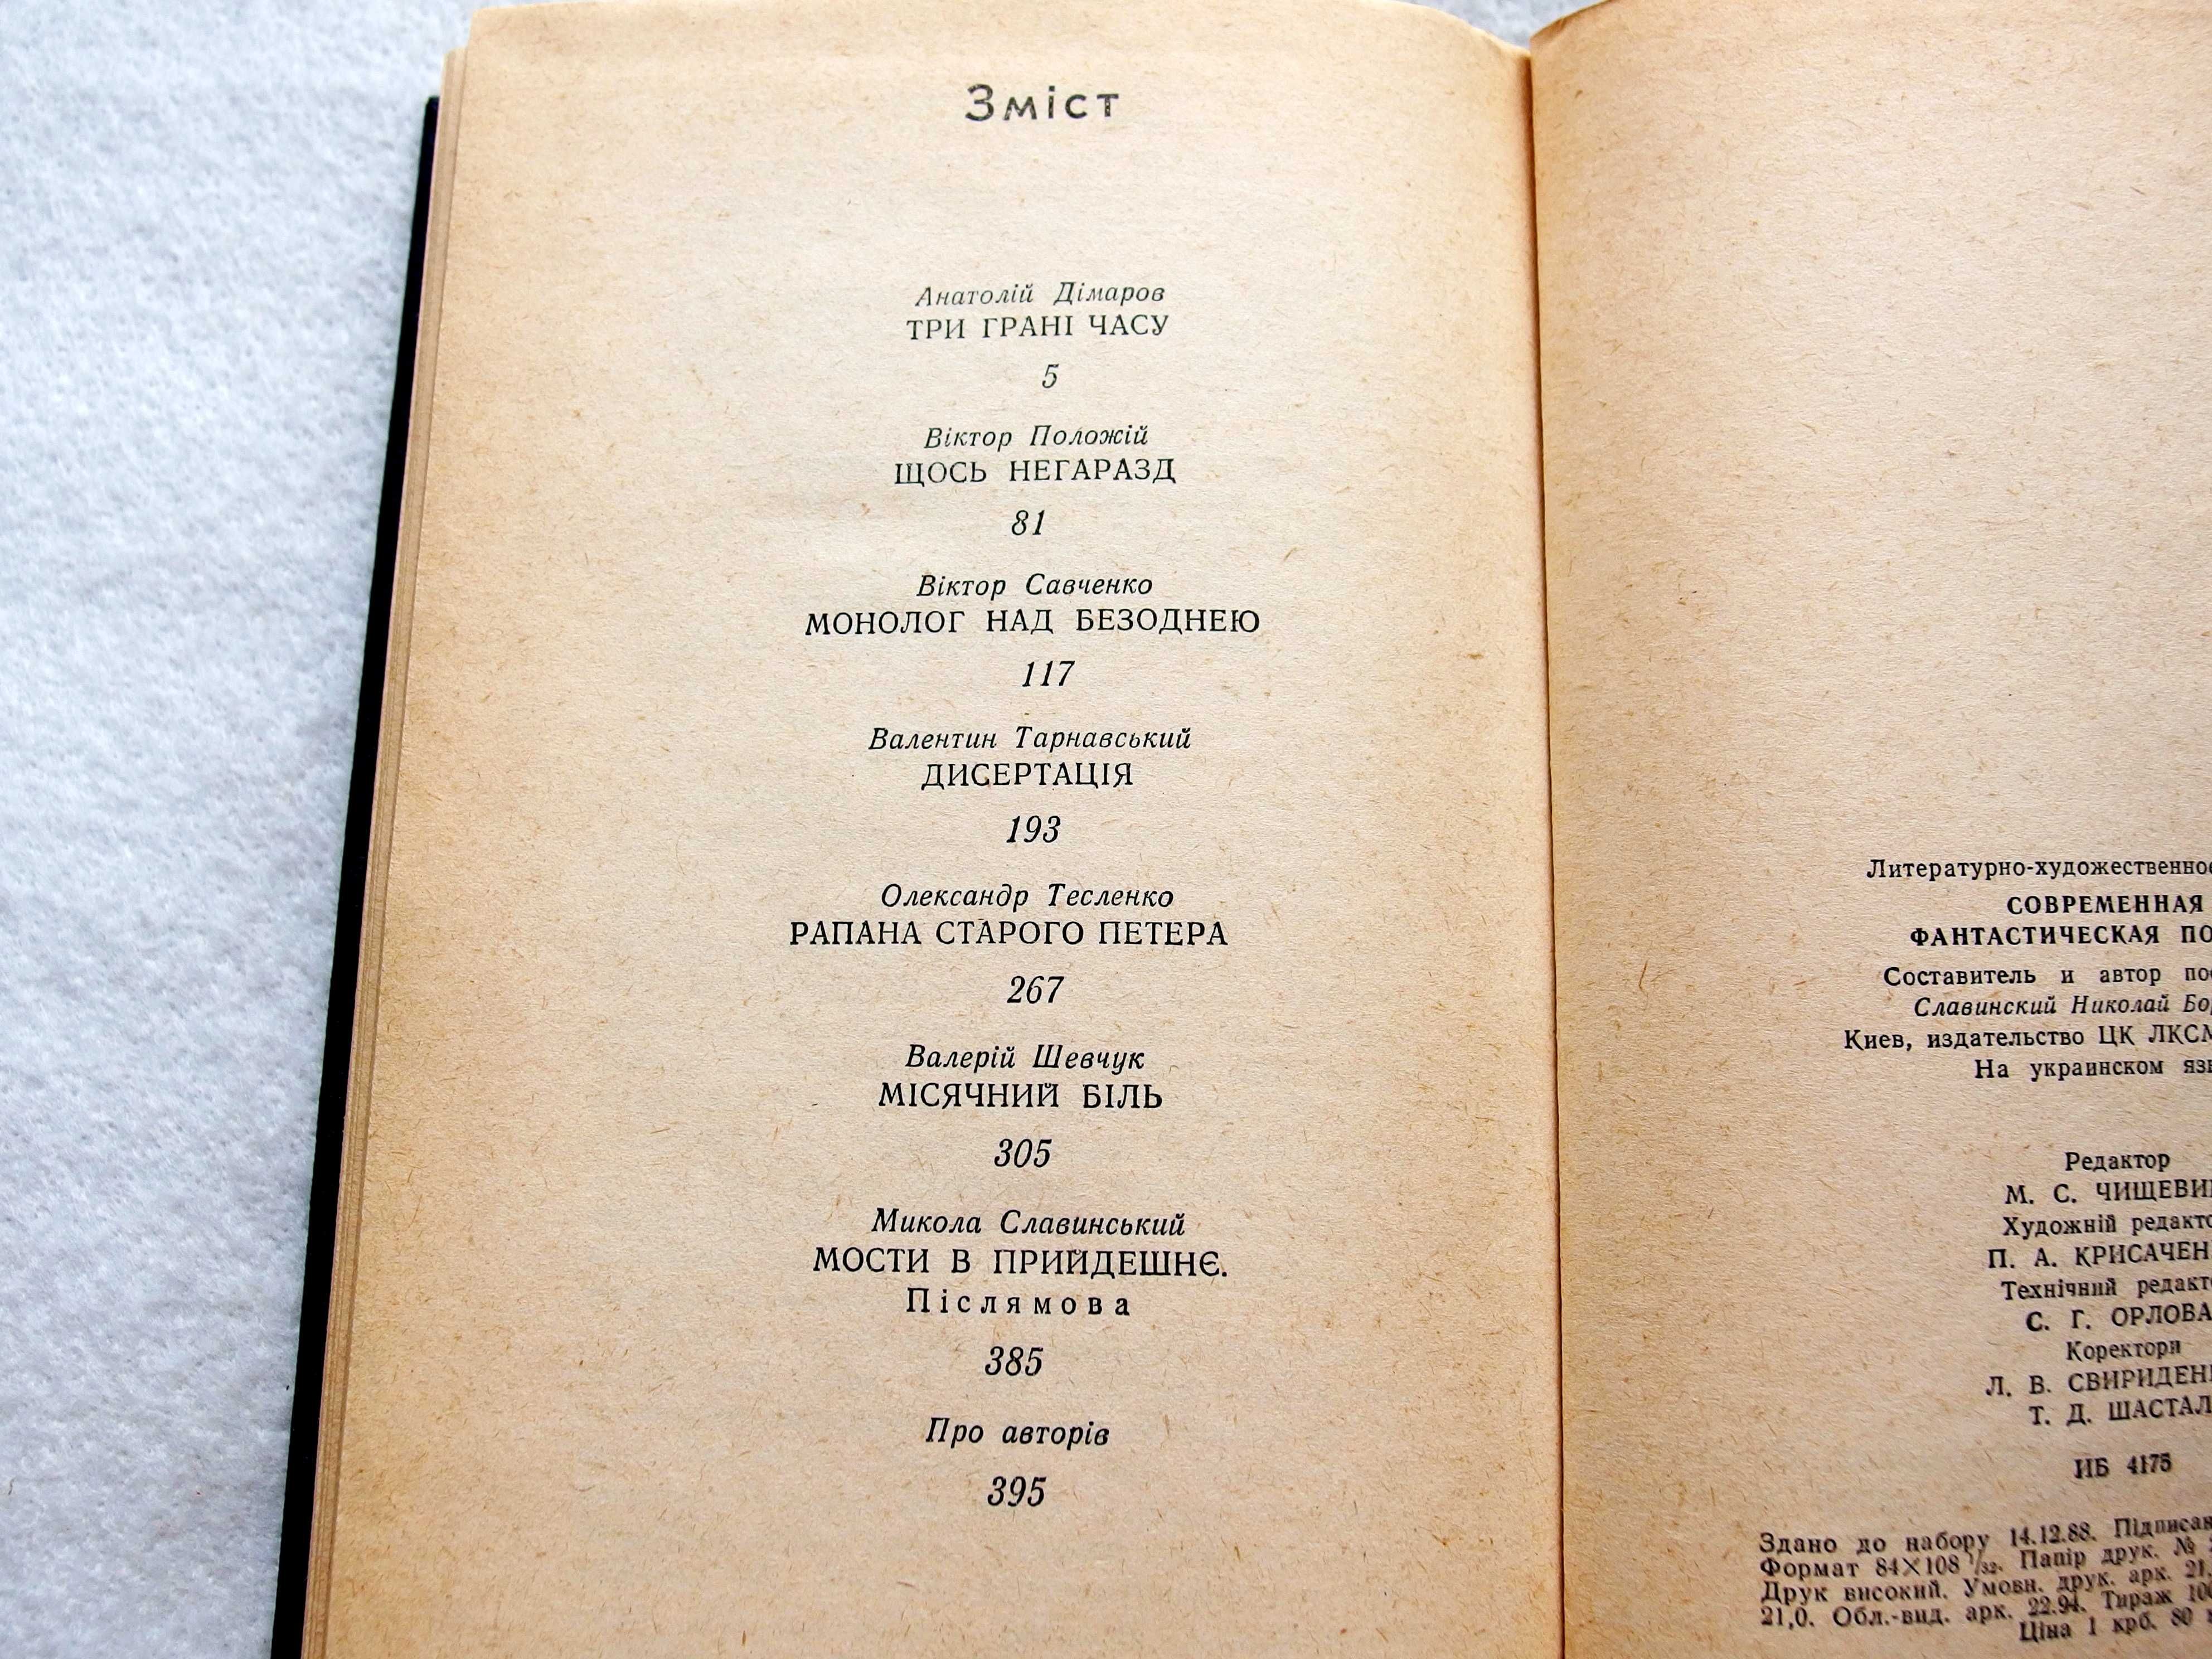 Зміст
Анатолій Дімаров
ТРИ ГРАНІ ЧАСУ
5
Віктор Положій
ЩОСЬ НЕГАРАЗД
81
Віктор Савченко
МОНОЛОГ НАД БЕЗОДНЕЮ
117
Валентин Тарнавський
ДИСЕРТАЦІЯ
193
Олександр Тесленко
РАПАНА СТАРОГО ПЕТЕРА
267
Валерій Шевчук
МІСЯЧНИЙ БІЛЬ
305
Микола Славинський
МОСТИ В ПРИЙДЕШНЄ.
Післямова
385
Про авторів
395
СОВРЕМЕННАЯ
ФАНТАСТИЧЕСКАЯ
Составитель и автор
Славинский Николай
Киев, издательство ЦК
На украинском
Редактор
М. С.
Художній
П. А.
Технічний
С. Г. ОРЛОВА
Коректори
Л. В.
Т. Д.
ИБ 4175
Здано до набору 14.12.88.
Формат 84×108 1/32. Папір друк. №
Друк високий. Умовн. друк. арк.
21,0. Обл.-вид. арк. 22.94. Тираж
Ціна 1 крб. 80